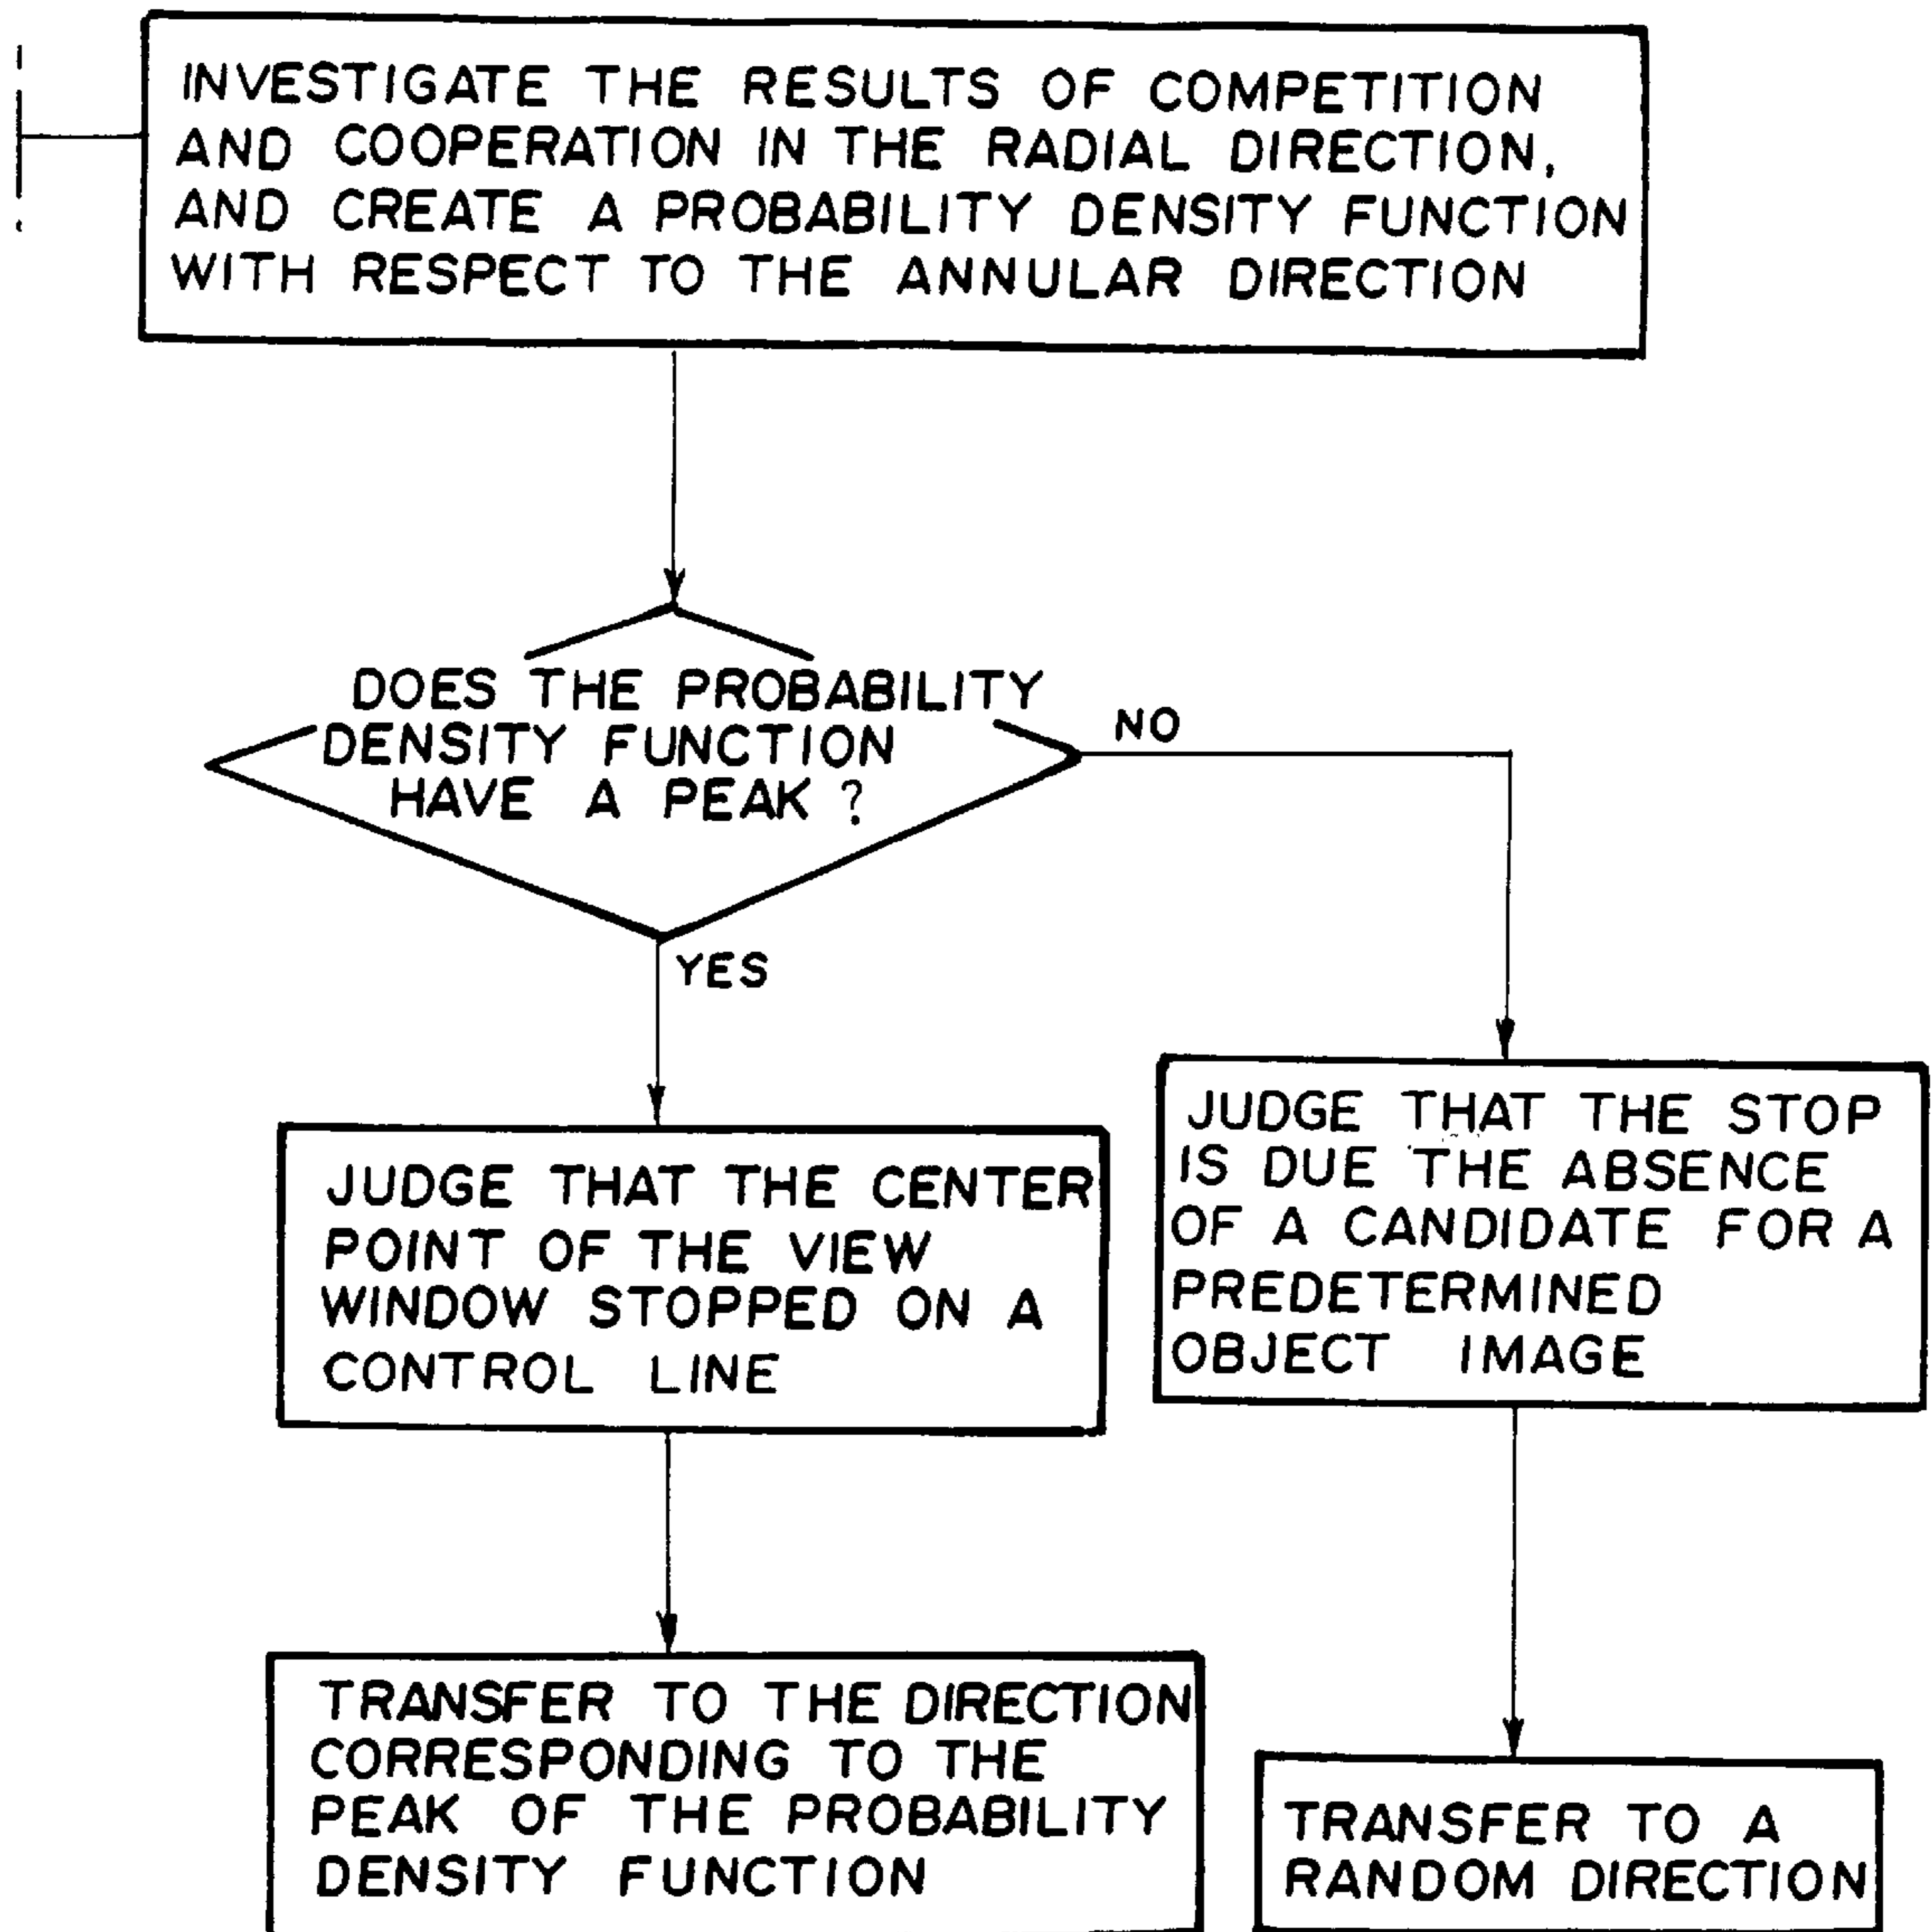 INVESTIGATE THE RESULTS OF COMPETITION
AND COOPERATION IN THE RADIAL DIRECTION,
AND CREATE A PROBABILITY DENSITY FUNCTION
WITH RESPECT TO THE ANNULAR DIRECTION
DOES THE PROBABILITY
DENSITY FUNCTION
HAVE A PEAK ?
NO
YES
JUDGE THAT THE CENTER
POINT OF THE VIEW
WINDOW STOPPED ON A
CONTROL LINE
JUDGE THAT THE STOP
IS DUE THE ABSENCE
OF A CANDIDATE FOR A
PREDETERMINED
OBJECT IMAGE
TRANSFER TO THE DIRECTION
CORRESPONDING TO THE
PEAK OF THE PROBABILITY
DENSITY FUNCTION
TRANSFER TO A
RANDOM DIRECTION